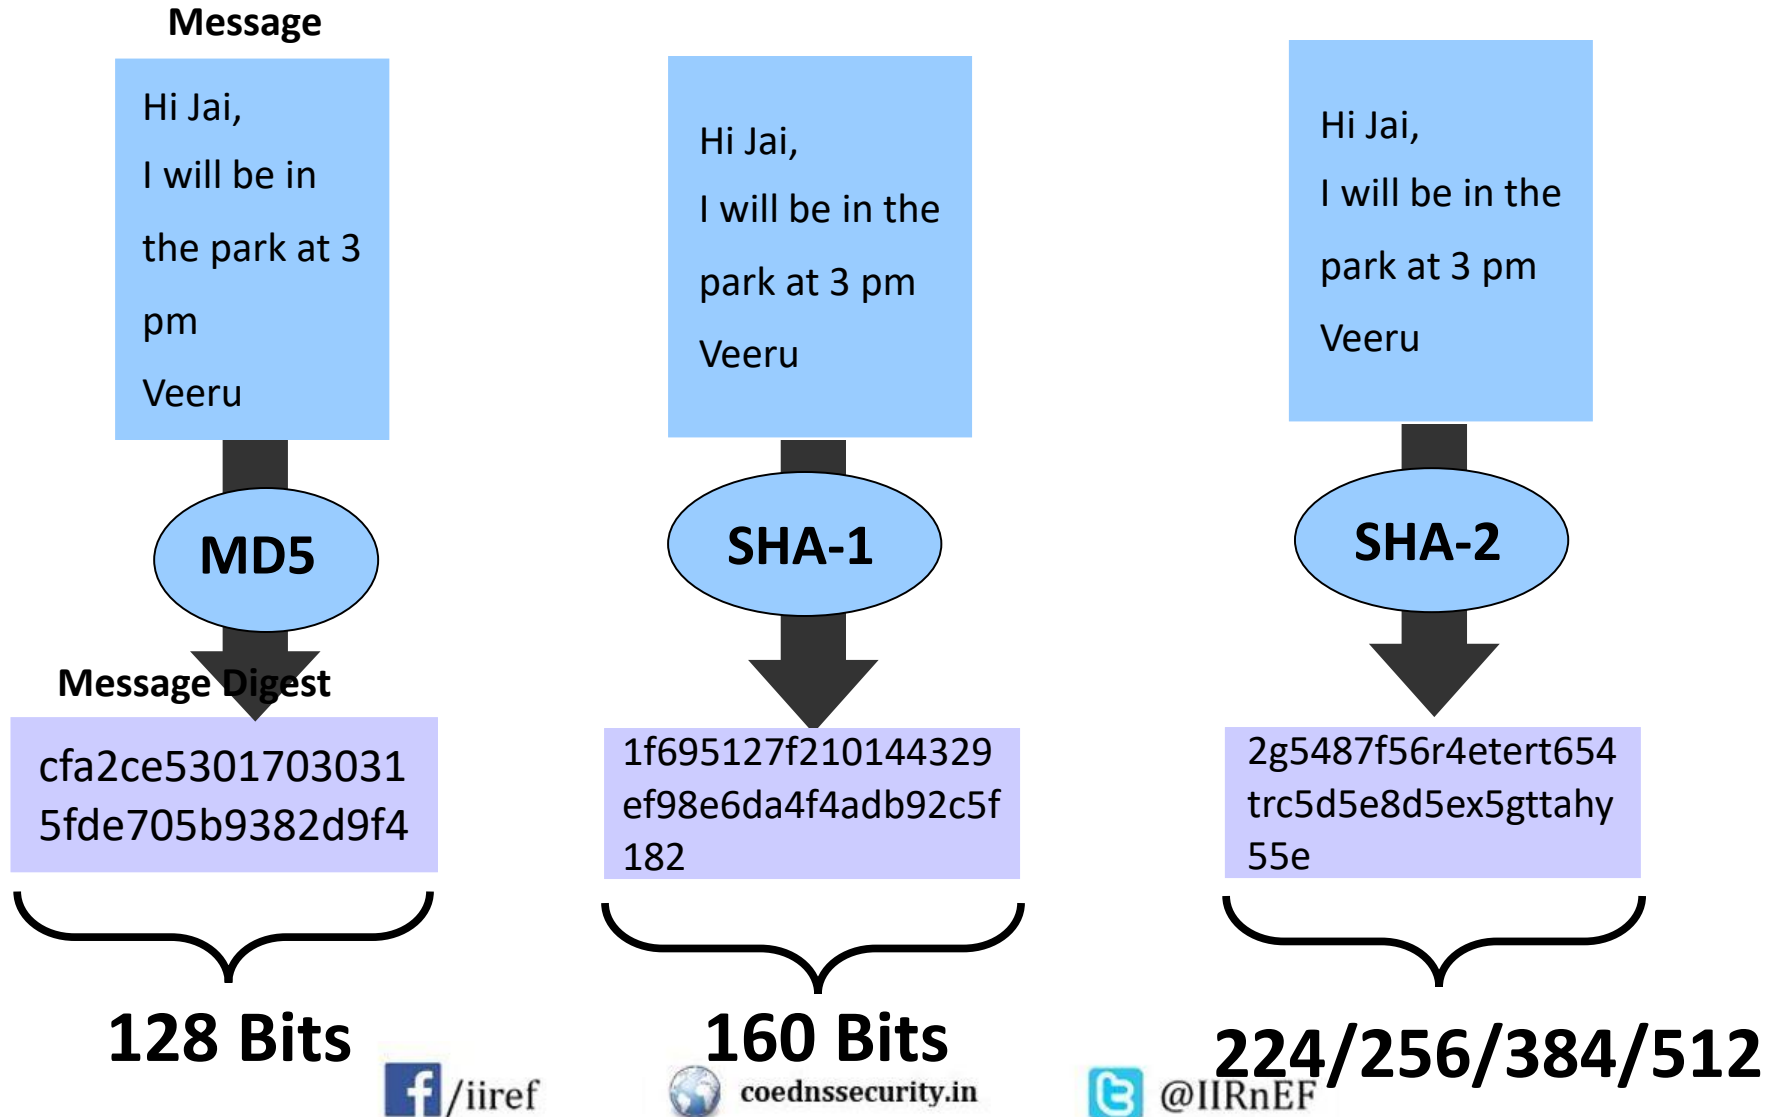 Message
Hi Jai,
I will be in
the park at 3
pm
Veeru
MD5
Message Digest
cfa2ce5301703031
5fde705b9382d9f4
128 Bits
Hi Jai,
I will be in the
park at 3 pm
Veeru
SHA-1
1f695127f210144329
ef98e6da4f4adb92c5f
182
160 Bits
Hi Jai,
I will be in the
park at 3 pm
Veeru
SHA-2
2g5487f56r4etert654
trc5d5e8d5ex5gttahy
55e
224/256/384/512
f/iiref
coednssecurity.in
@IIRnEF